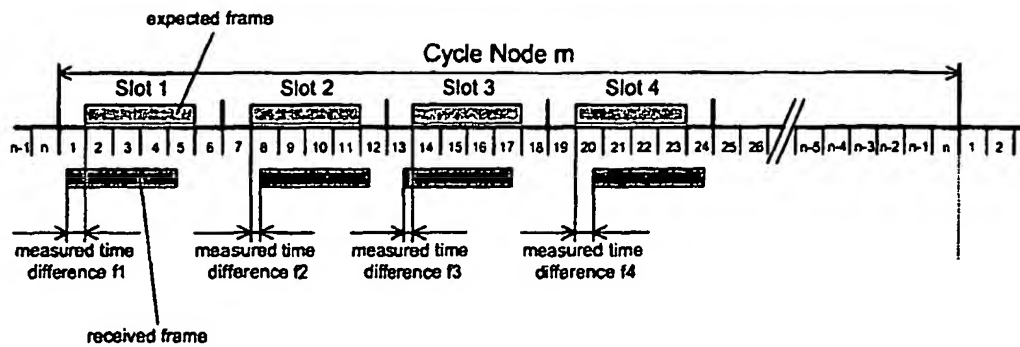 expected frame
Cycle Node m
Slot 1 Slot 2 Slot 3 Slot 4
n-1 n 1 2 3 4 5 6 7 8 9 10 11 12 13 14 15 16 17 18 19 20 21 22 23 24 25 26 n-5 n-4 n-3 n-2 n-1 n 1 2
measured time measured time measured time measured time
difference f1 difference f2 difference f3 difference f4
received frame